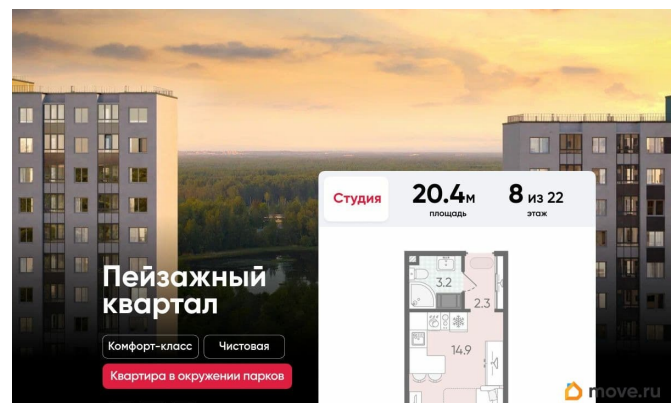 Студия
20.4м
площадь
8 из 22
этаж
Пейзажный
квартал
Комфорт-класс
Чистовая
Квартира в окружении парков
3.2
2.3
14.9
move.ru